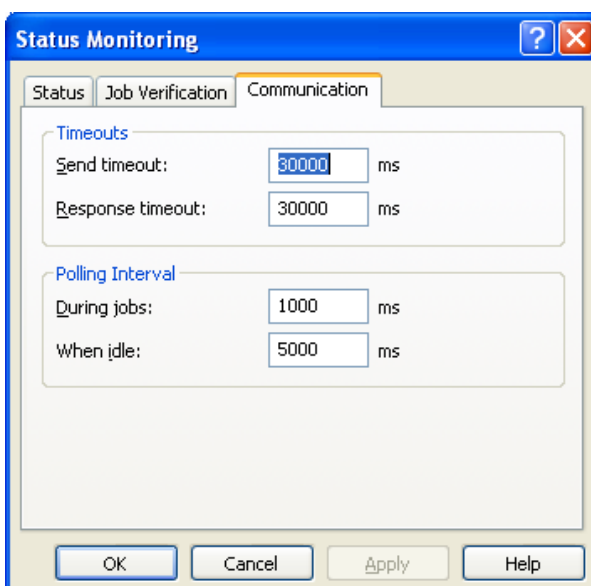 Status Monitoring
Status Job Verification Communication
Timeouts
Send timeout: 30000 ms
Response timeout: 30000 ms
Polling Interval
During jobs: 1000 ms
When idle: 5000 ms
OK Cancel Apply Help